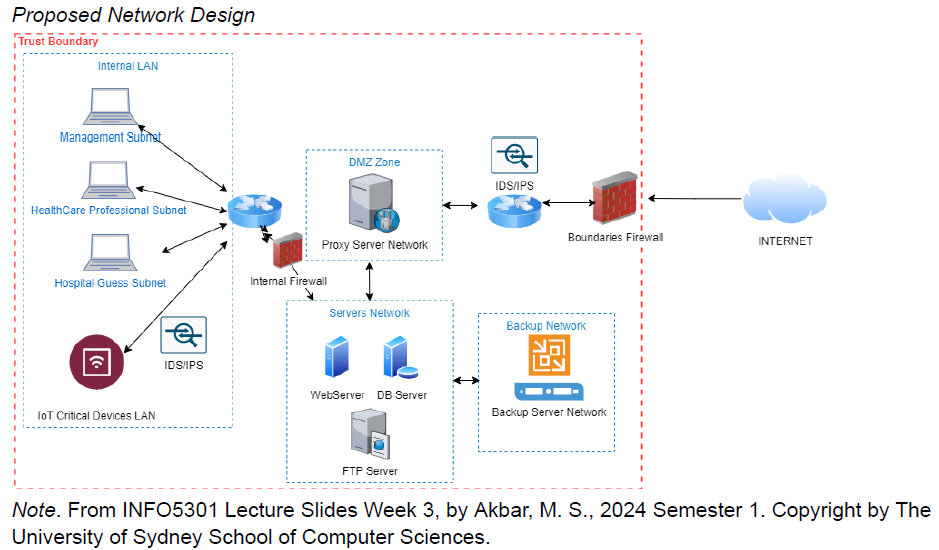 Proposed Network Design
Trust Boundary
Internal LAN
Management Subnet
HealthCare Professional Subnet
Hospital Guess Subnet
IDS/IPS
IoT Critical Devices LAN
Internal Firewall
DMZ Zone
Proxy Server Network
IDS/IPS
Boundaries Firewall
INTERNET
Servers Network
WebServer DB Server
FTP Server
Backup Network
Backup Server Network
Note. From INFO5301 Lecture Slides Week 3, by Akbar, M. S., 2024 Semester 1. Copyright by The
University of Sydney School of Computer Sciences.